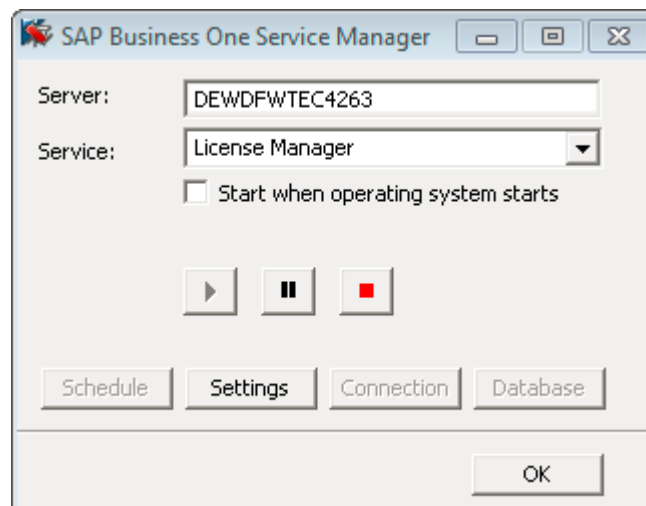 SAP Business One Service Manager
Server: DEWDFWTEC4263
Service: License Manager
Start when operating system starts
Schedule Settings Connection Database
OK